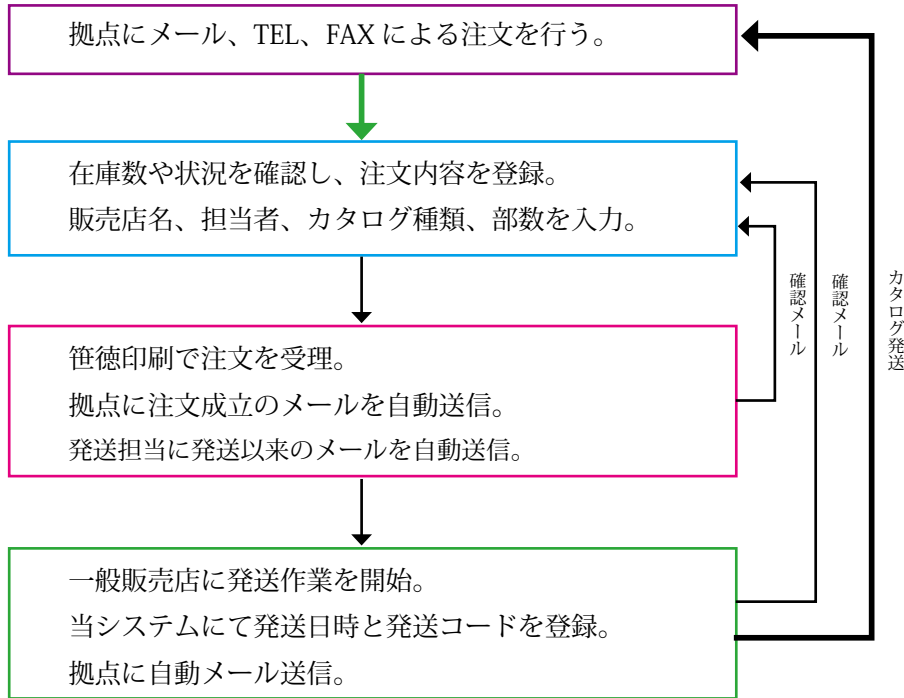 拠点にメール、TEL、FAX による注文を行う。
在庫数や状況を確認し、注文内容を登録。
販売店名、担当者、カタログ種類、部数を入力。
笹徳印刷で注文を受理。
拠点に注文成立のメールを自動送信。
発送担当に発送以来のメールを自動送信。
一般販売店に発送作業を開始。
当システムにて発送日時と発送コードを登録。
拠点に自動メール送信。
確認メール
確認メール
カタログ発送